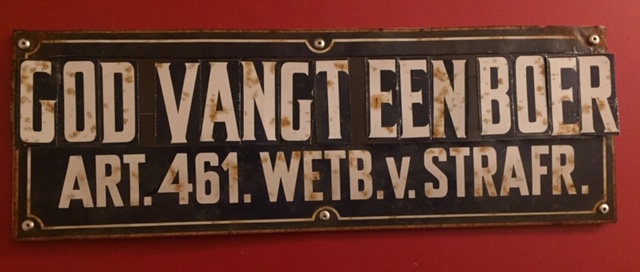 GOD VANGT EEN BOER
ART. 461. WETB. v. STRAFR.